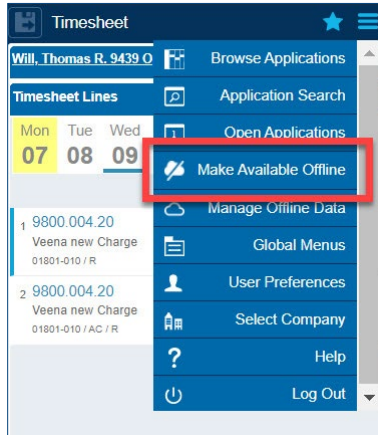 Timesheet
Will, Thomas R. 9439 O
Timesheet Lines
Mon Tue Wed
07 08 09
1 9800.004.20
Veena new Charge
01801-010 / R
2 9800.004.20
Veena new Charge
01801-010 / AC / R
Browse Applications
Application Search
1 Open Applications
Make Available Offline
Manage Offline Data
Global Menus
User Preferences
Select Company
? Help
Log Out